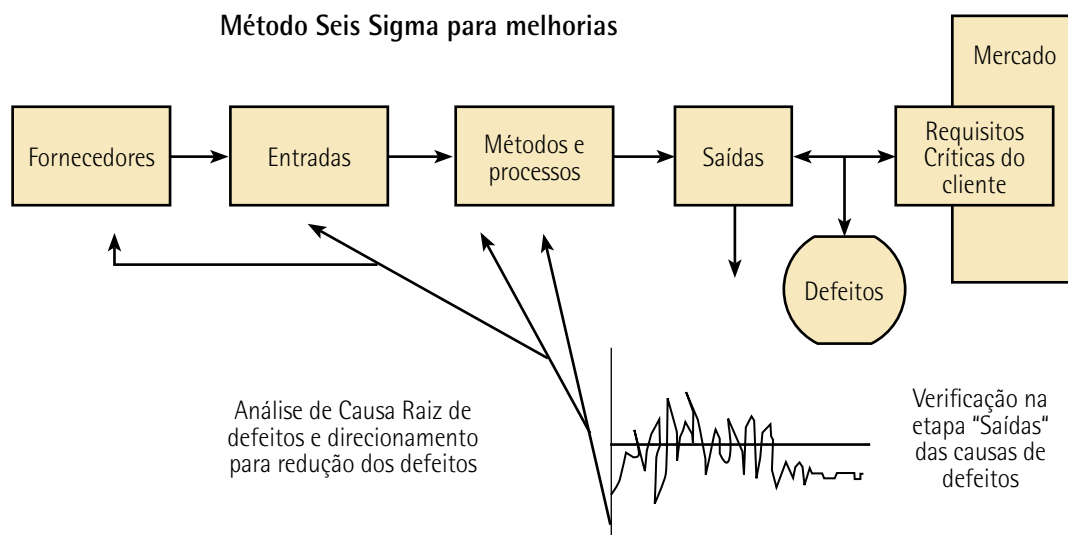 Método Seis Sigma para melhorias
Mercado
Fornecedores
Entradas
Métodos e
processos
Saídas
Requisitos
Críticas do
cliente
Defeitos
Análise de Causa Raiz de
defeitos e direcionamento
para redução dos defeitos
Verificação na
etapa "Saídas"
das causas de
defeitos